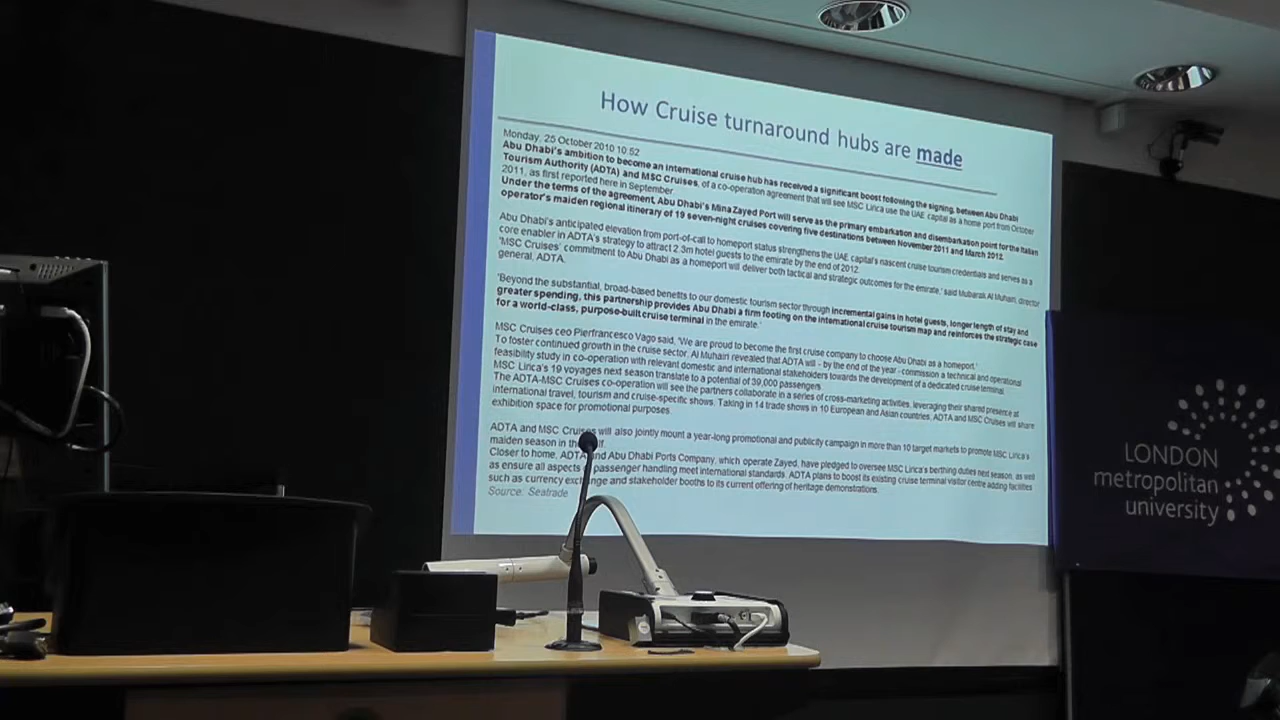 How Cruise turnaround hubs are made
Monday, 25 October 2010 10:52
Abu Dhabi's ambition to become an international cruise hub has received a significant boost following the signing, between Abu Dhabi
Tourism Authority (ADTA) and MSC Cruises, of a co-operation agreement that will see MSC Lirica use the UAE capital as a home port from October
2011, as first reported here in September.
Under the terms of the agreement, Abu Dhabi's Mina Zayed Port will serve as the primary embarkation and disembarkation point for the Italian
operator's maiden regional itinerary of 19 seven-night cruises covering five destinations between November 2011 and March 2012.
Abu Dhabi's anticipated elevation from port-of-call to homeport status strengthens the UAE capital's nascent cruise tourism credentials and serves as a
core enabler in ADTA's strategy to attract 2.3m hotel guests to the emirate by the end of 2012.
'MSC Cruises' commitment to Abu Dhabi as a homeport will deliver both tactical and strategic outcomes for the emirate,' said Mubarak Al Muhairi, director
general, ADTA.
'Beyond the substantial, broad-based benefits to our domestic tourism sector through incremental gains in hotel guests, longer length of stay and
greater spending, this partnership provides Abu Dhabi a firm footing on the international cruise tourism map and reinforces the strategic case
for a world-class, purpose-built cruise terminal in the emirate.'
MSC Cruises ceo Pierfrancesco Vago said, 'We are proud to become the first cruise company to choose Abu Dhabi as a homeport.'
To foster continued growth in the cruise sector, Al Muhairi revealed that ADTA will - by the end of the year - commission a technical and operational
feasibility study in co-operation with relevant domestic and international stakeholders towards the development of a dedicated cruise terminal.
MSC Lirica's 19 voyages next season translate to a potential of 39,000 passengers.
The ADTA-MSC Cruises co-operation will see the partners collaborate in a series of cross-marketing activities, leveraging their shared presence at
international travel, tourism and cruise-specific shows. Taking in 14 trade shows in 10 European and Asian countries, ADTA and MSC Cruises will share
exhibition space for promotional purposes.
ADTA and MSC Cruises will also jointly mount a year-long promotional and publicity campaign in more than 10 target markets to promote MSC Lirica's
maiden season in the
Closer to home, ADTA and Abu Dhabi Ports Company, which operate Zayed, have pledged to oversee MSC Lirica's berthing duties next season, as well
as ensure all aspects passenger handling meet international standards. ADTA plans to boost its existing cruise terminal visitor centre adding facilities
such as currency exchange and stakeholder booths to its current offering of heritage demonstrations.
Source: Seatrade
LONDON
metropolitan
university